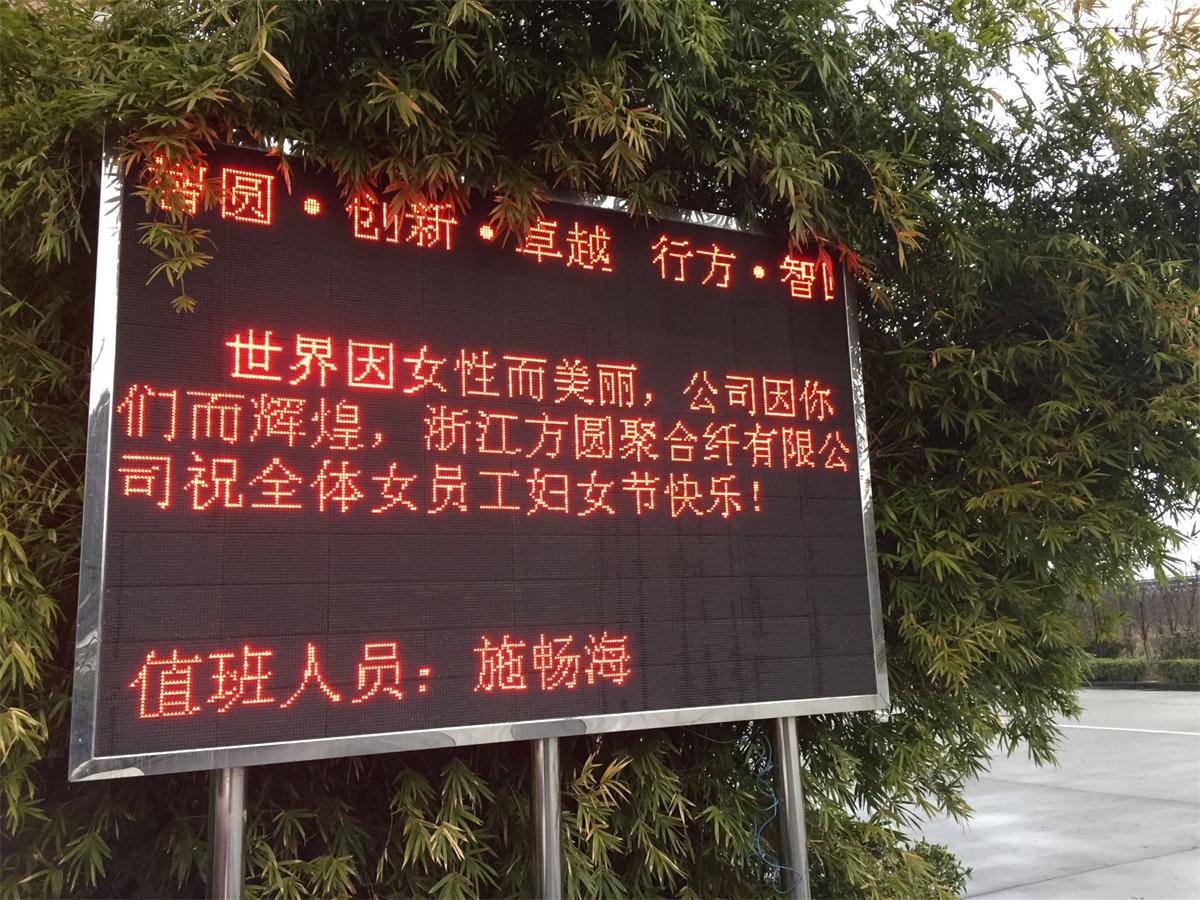 智圆·创新·卓越 行方·智
世界因女性而美丽，公司因你
们而辉煌，浙江方圆聚合纤有限公
司祝全体女员工妇女节快乐！
值班人员：施畅海